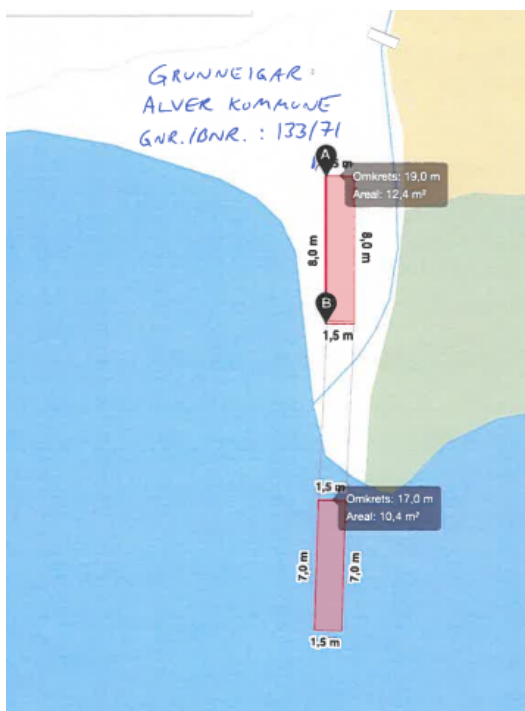 GRUNNEIGAR:
ALVER KOMMUNE
GNR./BNR.: 133/71
A
Omkrets: 19,0 m
Areal: 12,4 m²
8,0 m
8,0 m
B
1,5 m
1,5 m
Omkrets: 17,0 m
Areal: 10,4 m²
7,0 m
7,0 m
1,5 m